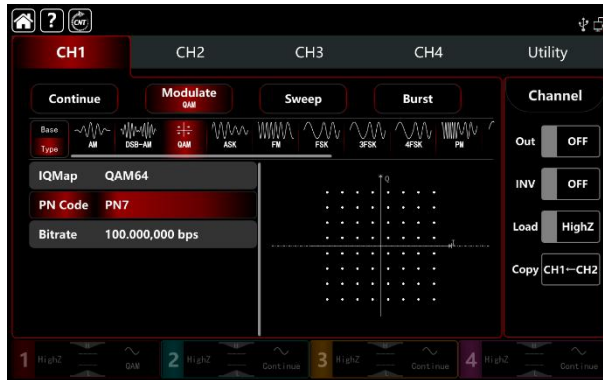 ? CNT
CH1 CH2 CH3 CH4 Utility
Continue Modulate QAM Sweep Burst Channel
Base Type AM DSB-AM QAM ASK FM FSK 3FSK 4FSK PM
Out OFF
IQMap QAM64
INV OFF
PN Code PN7
Load HighZ
Bitrate 100.000,000 bps
Copy CH1←CH2
Q
I
1 HighZ QAM 2 HighZ Continue 3 HighZ Continue 4 HighZ Continue